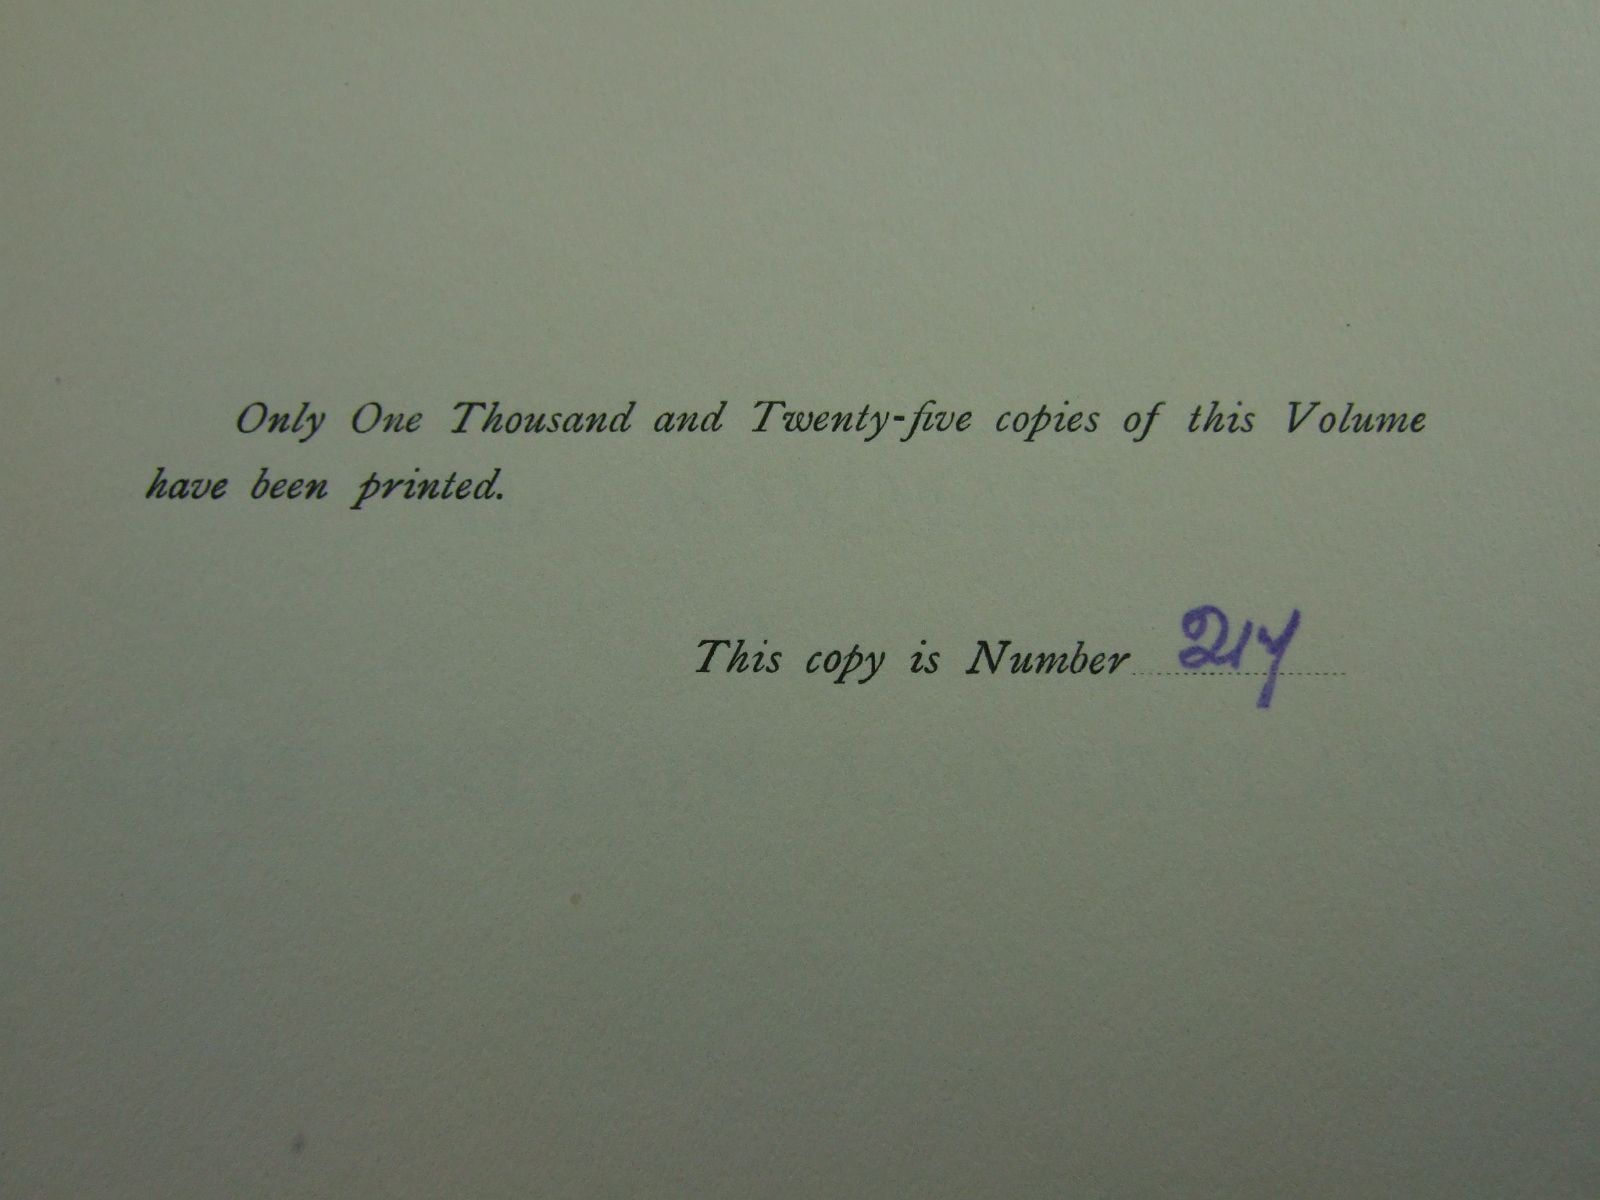 Only One Thousand and Twenty-five copies of this Volume
have been printed.
This copy is Number 217